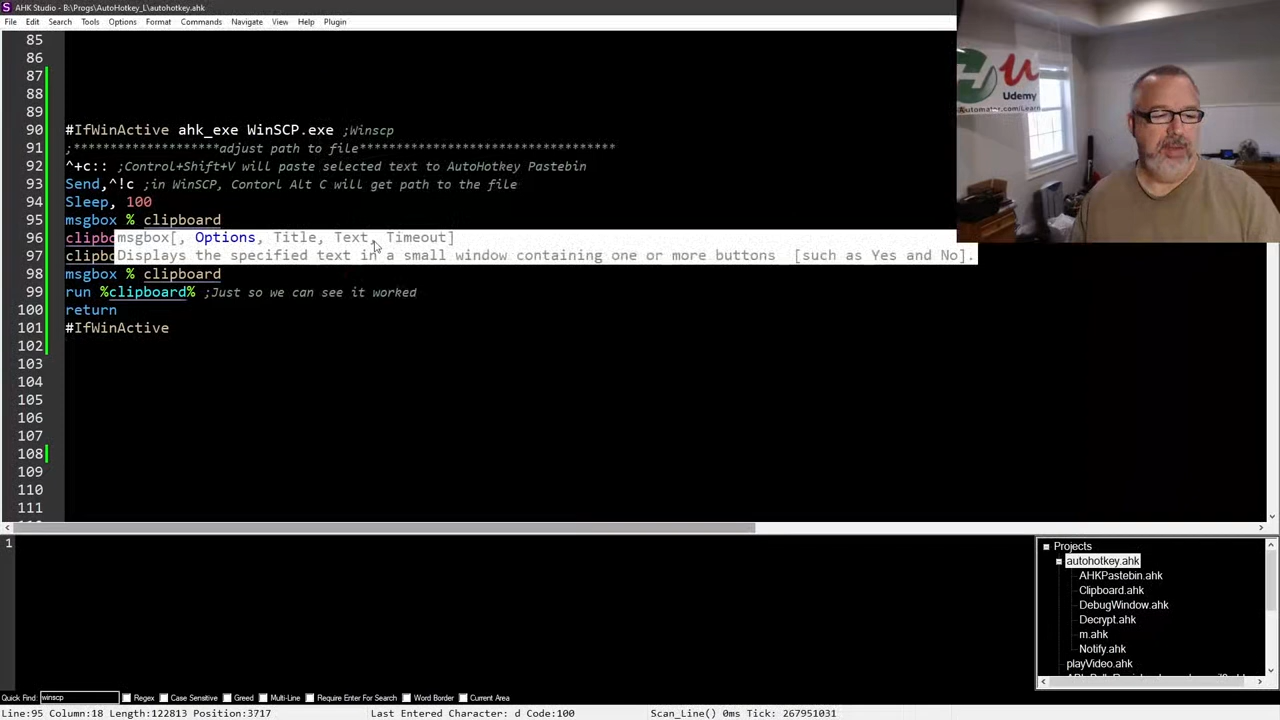 AHK Studio - B:\Progs\AutoHotkey_L\autohotkey.ahk
File Edit Search Tools Options Format Commands Navigate View Help Plugin
85
86
87
88
89
90 #IfWinActive ahk_exe WinSCP.exe ;Winscp
91 ;********************adjust path to file*********************************
92 ^+c:: ;Control+Shift+V will paste selected text to AutoHotkey Pastebin
93 Send,^!c ;in WinSCP, Contorl Alt C will get path to the file
94 Sleep, 100
95 msgbox % clipboard
96 clipbo msgbox[, Options, Title, Text, Timeout]
97 clipbo Displays the specified text in a small window containing one or more buttons [such as Yes and No].
98 msgbox % clipboard
99 run %clipboard% ;Just so we can see it worked
100 return
101 #IfWinActive
102
103
104
105
106
107
108
109
110
111
Udemy
Automator.com/Learn
1
Projects
autohotkey.ahk
AHKPastebin.ahk
Clipboard.ahk
DebugWindow.ahk
Decrypt.ahk
m.ahk
Notify.ahk
playVideo.ahk
Quick Find: winscp Regex Case Sensitive Greed Multi-Line Require Enter For Search Word Border Current Area
Line:95 Column:18 Length:122813 Position:3717 Last Entered Character: d Code:100 Scan_Line() 0ms Tick: 267951031